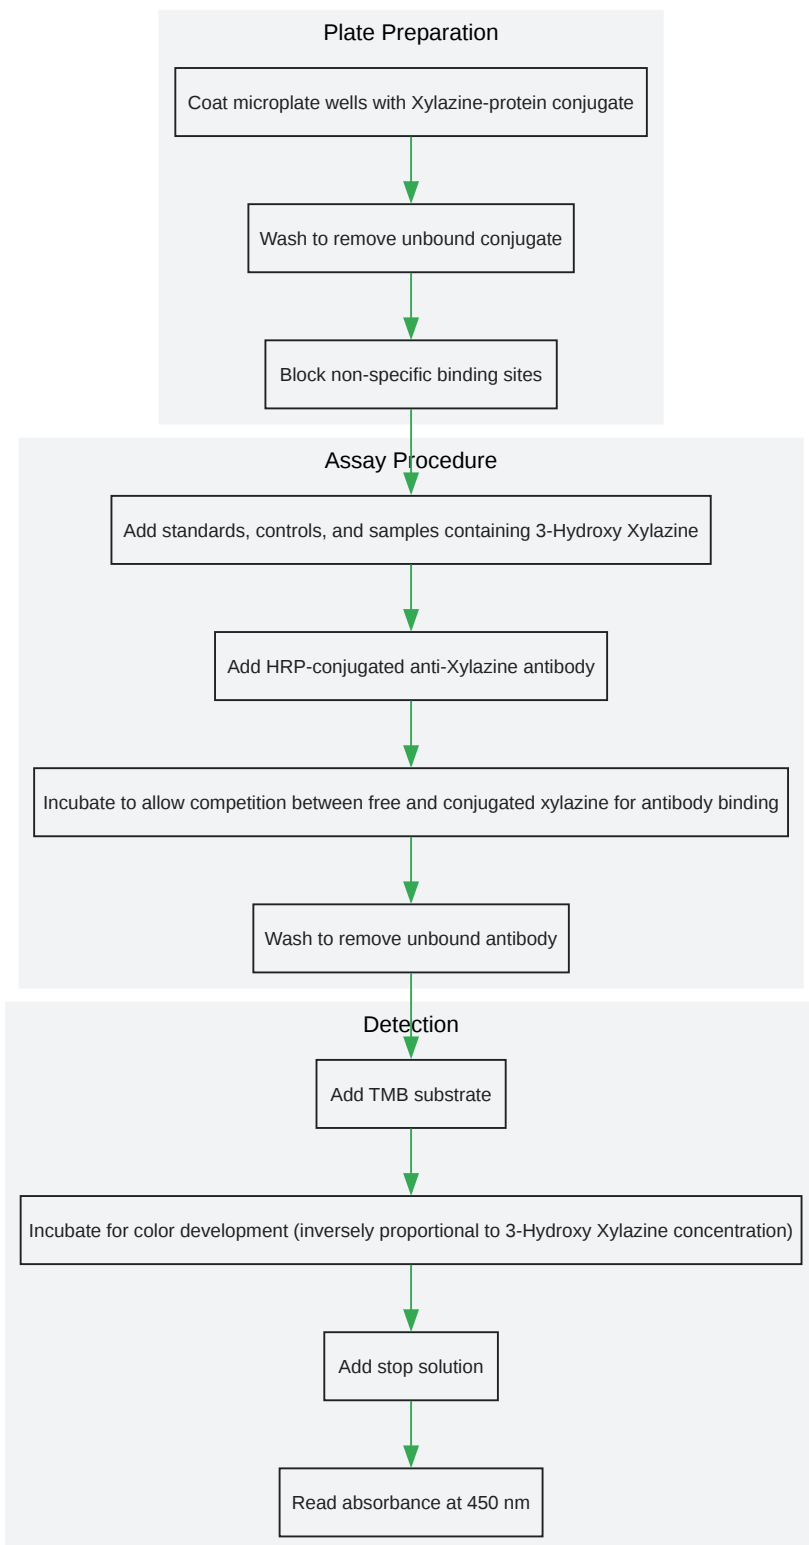 Plate Preparation
Coat microplate wells with Xylazine-protein conjugate
Wash to remove unbound conjugate
Block non-specific binding sites
Assay Procedure
Add standards, controls, and samples containing 3-Hydroxy Xylazine
Add HRP-conjugated anti-Xylazine antibody
Incubate to allow competition between free and conjugated xylazine for antibody binding
Wash to remove unbound antibody
Detection
Add TMB substrate
Incubate for color development (inversely proportional to 3-Hydroxy Xylazine concentration)
Add stop solution
Read absorbance at 450 nm